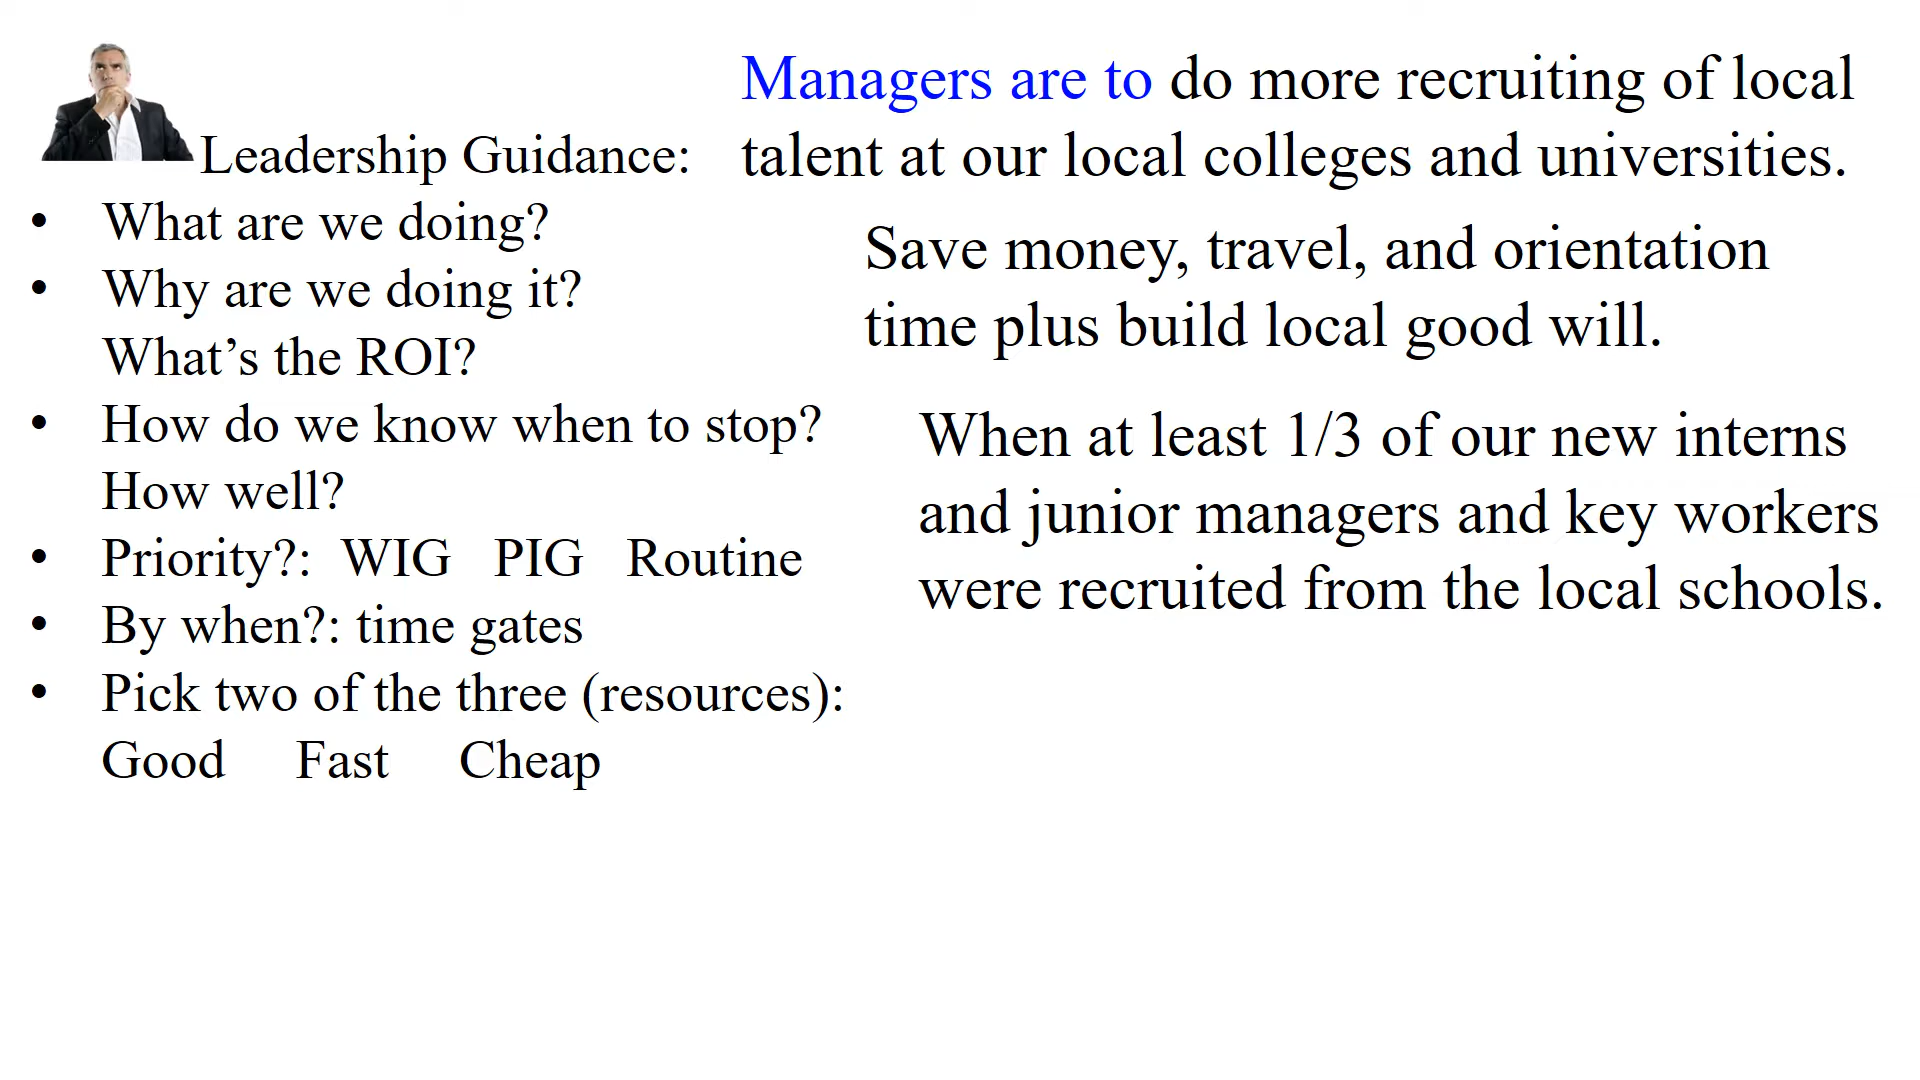 Leadership Guidance:
• What are we doing?
• Why are we doing it?
What’s the ROI?
• How do we know when to stop?
How well?
• Priority?: WIG PIG Routine
• By when?: time gates
• Pick two of the three (resources):
Good Fast Cheap
Managers are to do more recruiting of local
talent at our local colleges and universities.
Save money, travel, and orientation
time plus build local good will.
When at least 1/3 of our new interns
and junior managers and key workers
were recruited from the local schools.